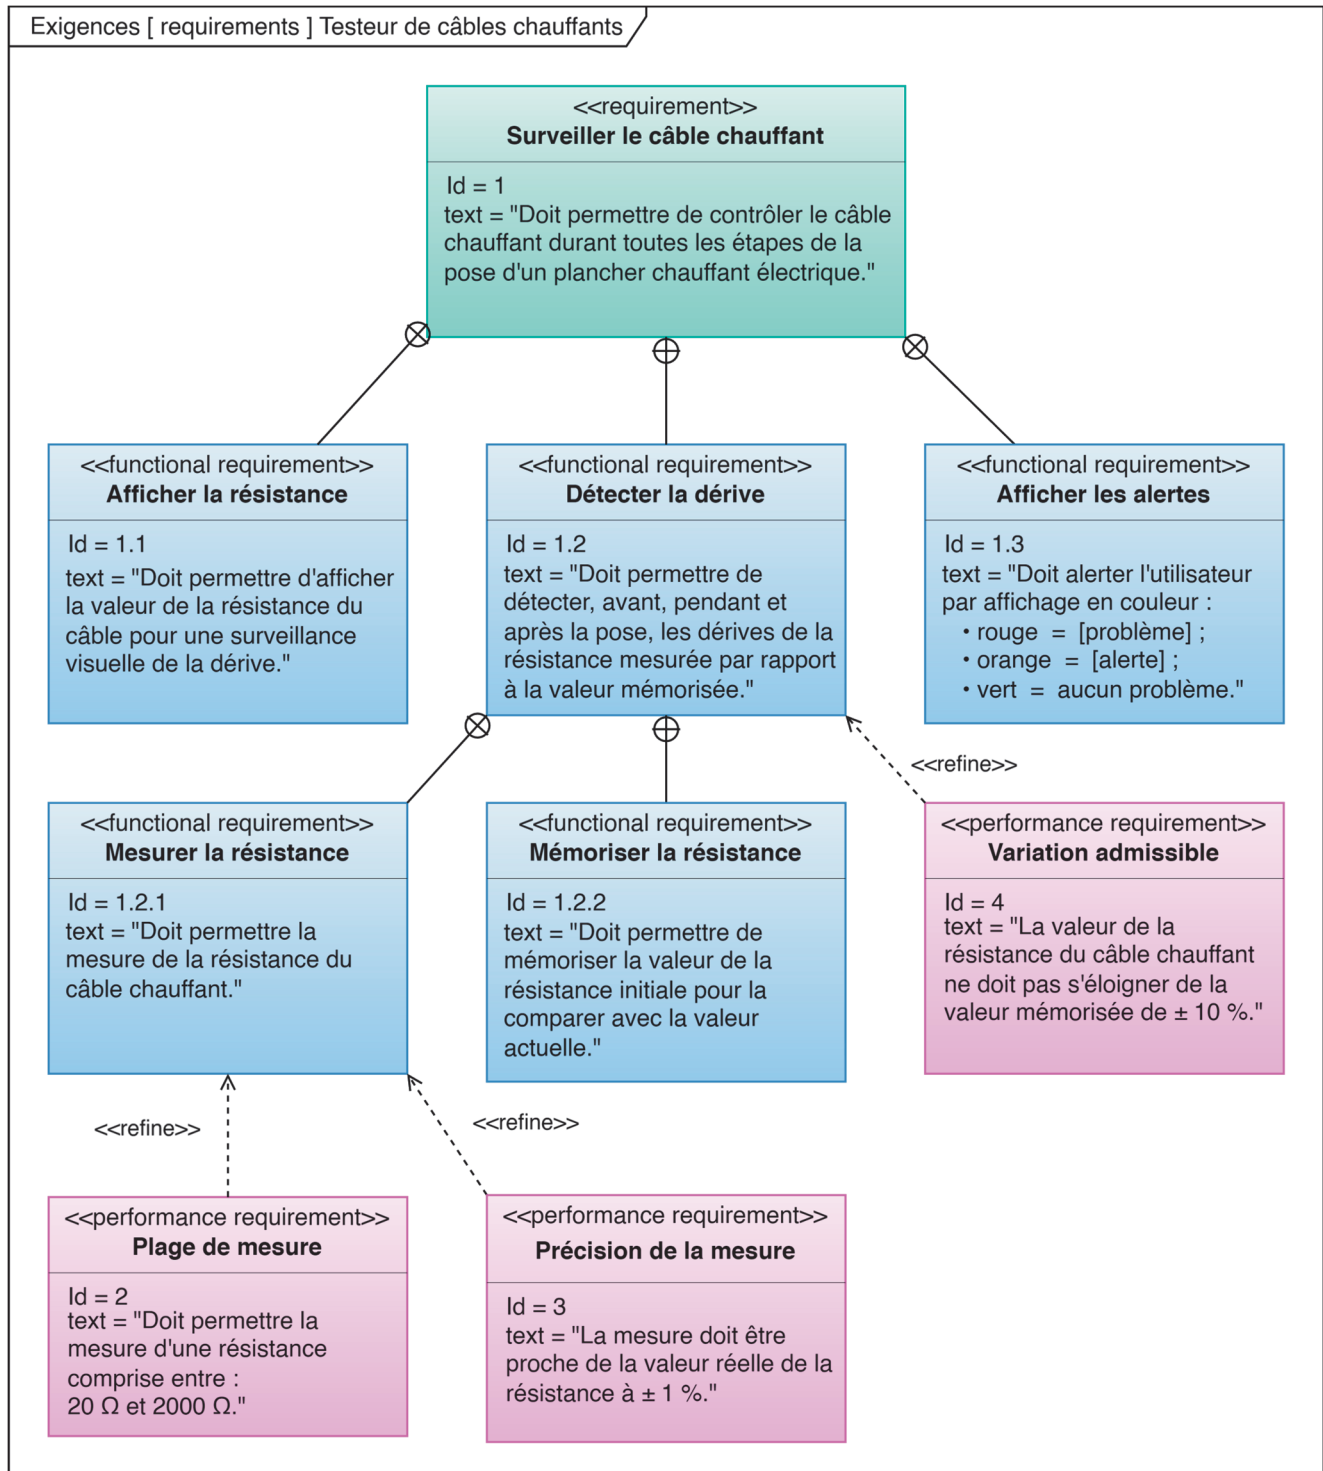 Exigences [ requirements ] Testeur de câbles chauffants
<<requirement>>
Surveiller le câble chauffant
Id = 1
text = "Doit permettre de contrôler le câble
chauffant durant toutes les étapes de la
pose d'un plancher chauffant électrique."
<<functional requirement>>
Afficher la résistance
Id = 1.1
text = "Doit permettre d'afficher
la valeur de la résistance du
câble pour une surveillance
visuelle de la dérive."
<<functional requirement>>
Détecter la dérive
Id = 1.2
text = "Doit permettre de
détecter, avant, pendant et
après la pose, les dérives de la
résistance mesurée par rapport
à la valeur mémorisée."
<<functional requirement>>
Afficher les alertes
Id = 1.3
text = "Doit alerter l'utilisateur
par affichage en couleur :
• rouge = [problème] ;
• orange = [alerte] ;
• vert = aucun problème."
<<refine>>
<<functional requirement>>
Mesurer la résistance
Id = 1.2.1
text = "Doit permettre la
mesure de la résistance du
câble chauffant."
<<functional requirement>>
Mémoriser la résistance
Id = 1.2.2
text = "Doit permettre de
mémoriser la valeur de la
résistance initiale pour la
comparer avec la valeur
actuelle."
<<performance requirement>>
Variation admissible
Id = 4
text = "La valeur de la
résistance du câble chauffant
ne doit pas s'éloigner de la
valeur mémorisée de ± 10 %."
<<refine>>
<<refine>>
<<performance requirement>>
Plage de mesure
Id = 2
text = "Doit permettre la
mesure d'une résistance
comprise entre :
20 Ω et 2000 Ω."
<<performance requirement>>
Précision de la mesure
Id = 3
text = "La mesure doit être
proche de la valeur réelle de la
résistance à ± 1 %."